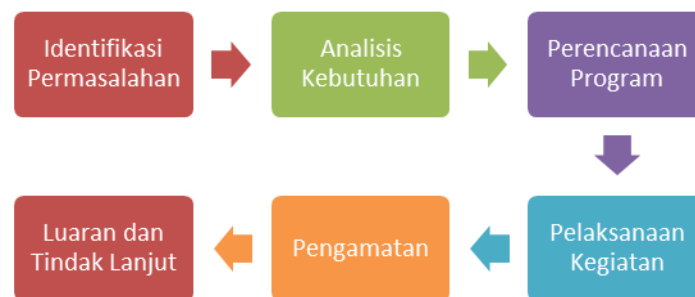 Identifikasi
Permasalahan
Analisis
Kebutuhan
Perencanaan
Program
Pelaksanaan
Kegiatan
Pengamatan
Luaran dan
Tindak Lanjut